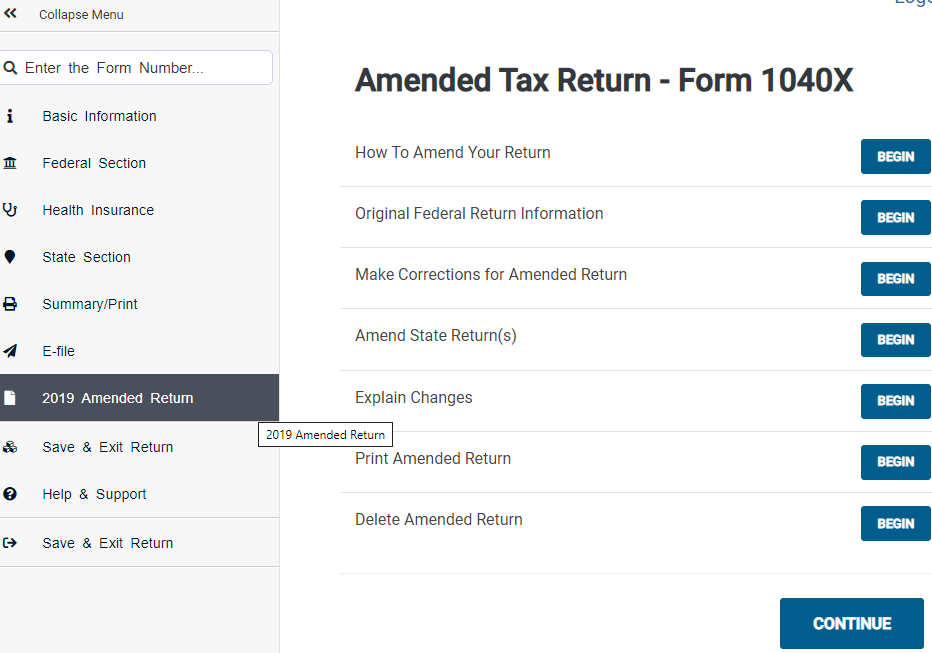 Collapse Menu
Enter the Form Number...
Basic Information
Federal Section
Health Insurance
State Section
Summary/Print
E-file
2019 Amended Return
2019 Amended Return
Save & Exit Return
Help & Support
Save & Exit Return
Amended Tax Return - Form 1040X
How To Amend Your Return BEGIN
Original Federal Return Information BEGIN
Make Corrections for Amended Return BEGIN
Amend State Return(s) BEGIN
Explain Changes BEGIN
Print Amended Return BEGIN
Delete Amended Return BEGIN
CONTINUE